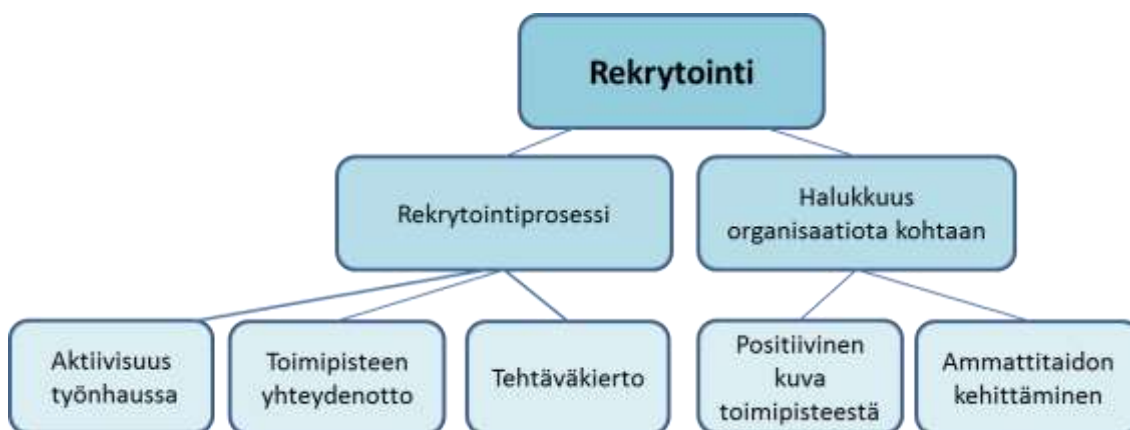 Rekrytointi
Rekrytointiprosessi
Halukkuus
organisaatiota kohtaan
Aktiivisuus
työnhaussa
Toimipisteen
yhteydenotto
Tehtäväkierto
Positiivinen
kuva
toimipisteestä
Ammattitaidon
kehittäminen